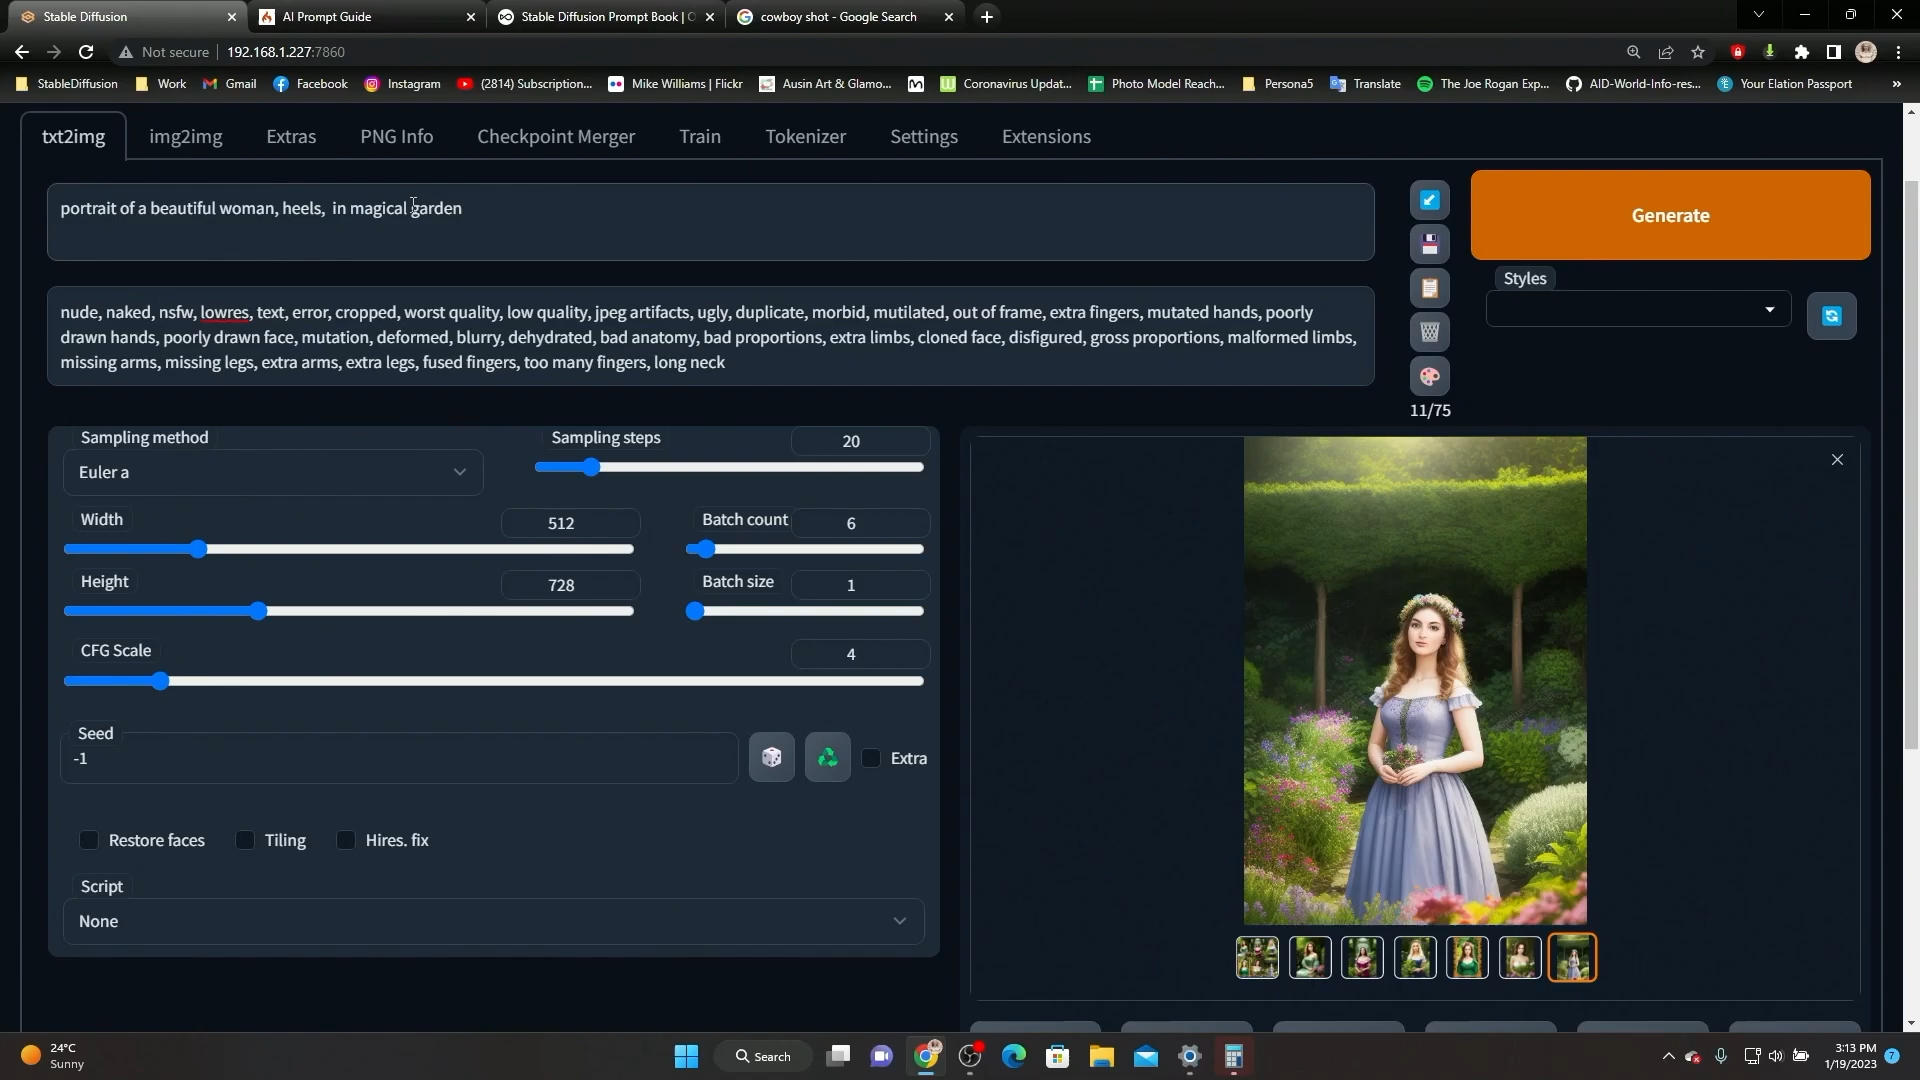 Stable Diffusion
AI Prompt Guide
Stable Diffusion Prompt Book | O
cowboy shot - Google Search
Not secure
192.168.1.227:7860
StableDiffusion
Work
Gmail
Facebook
Instagram
(2814) Subscription...
Mike Williams | Flickr
Ausin Art & Glamo...
Coronavirus Updat...
Photo Model Reach...
Persona5
Translate
The Joe Rogan Exp...
AID-World-Info-res...
Your Elation Passport
»
txt2img
img2img
Extras
PNG Info
Checkpoint Merger
Train
Tokenizer
Settings
Extensions
portrait of a beautiful woman, heels,  in magical garden
Generate
Styles
nude, naked, nsfw, lowres, text, error, cropped, worst quality, low quality, jpeg artifacts, ugly, duplicate, morbid, mutilated, out of frame, extra fingers, mutated hands, poorly
drawn hands, poorly drawn face, mutation, deformed, blurry, dehydrated, bad anatomy, bad proportions, extra limbs, cloned face, disfigured, gross proportions, malformed limbs,
missing arms, missing legs, extra arms, extra legs, fused fingers, too many fingers, long neck
11/75
Sampling method
Euler a
Sampling steps
20
Width
512
Batch count
6
Height
728
Batch size
1
CFG Scale
4
Seed
-1
Extra
Restore faces
Tiling
Hires. fix
Script
None
24°C
Sunny
Search
3:13 PM
1/19/2023
7